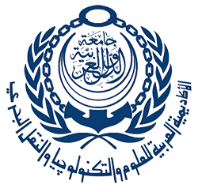 جامعة
الدول العربية
الأكاديمية العربية للعلوم والتكنولوجيا والنقل البحري